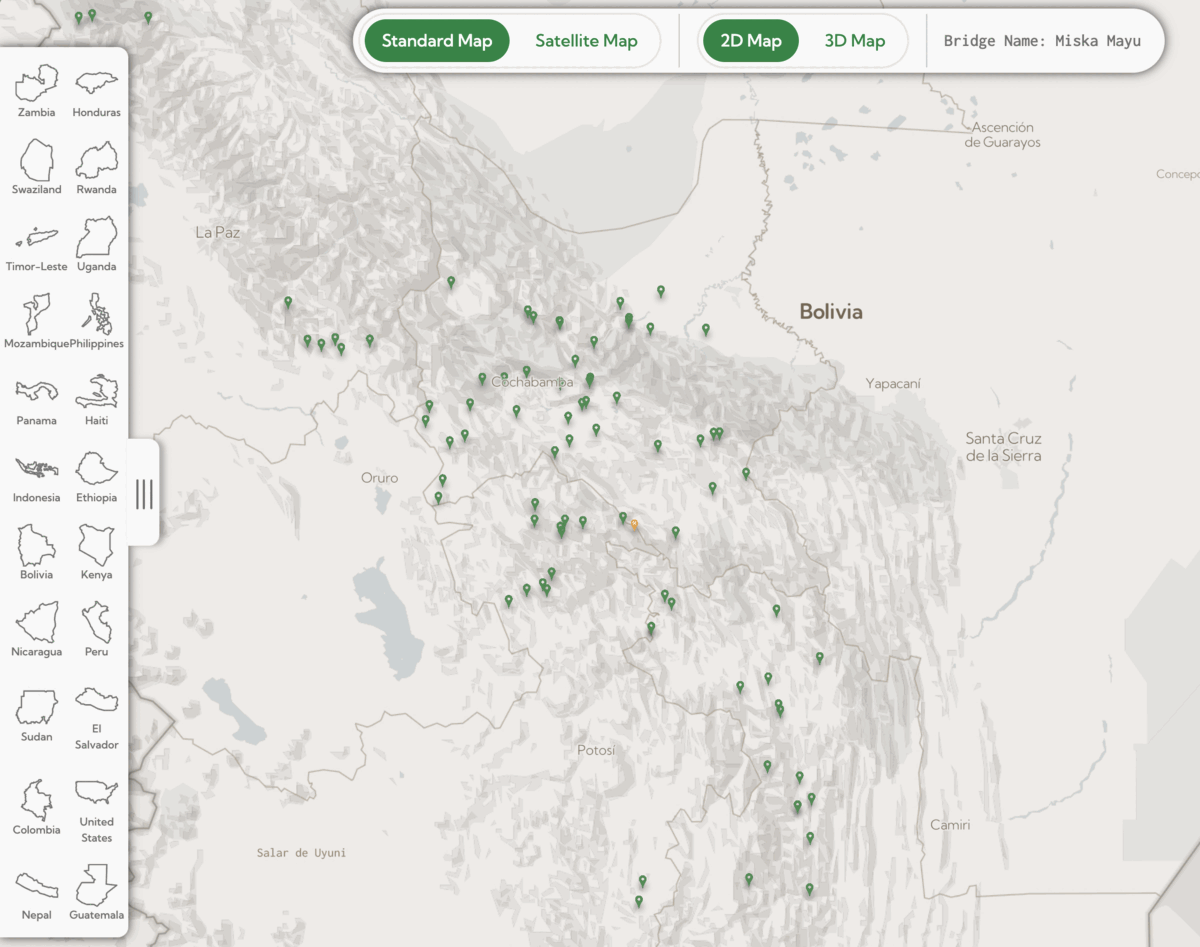 Standard Map Satellite Map 2D Map 3D Map Bridge Name: Miska Mayu
Zambia Honduras
Swaziland Rwanda
Timor-Leste Uganda
Mozambique Philippines
Panama Haiti
Indonesia Ethiopia
Bolivia Kenya
Nicaragua Peru
Sudan El
Salvador
Colombia United
States
Nepal Guatemala
Ascención
de Guarayos
Concepc
La Paz
Bolivia
Cochabamba
Yapacaní
Santa Cruz
de la Sierra
Oruro
Potosí
Camiri
Salar de Uyuni